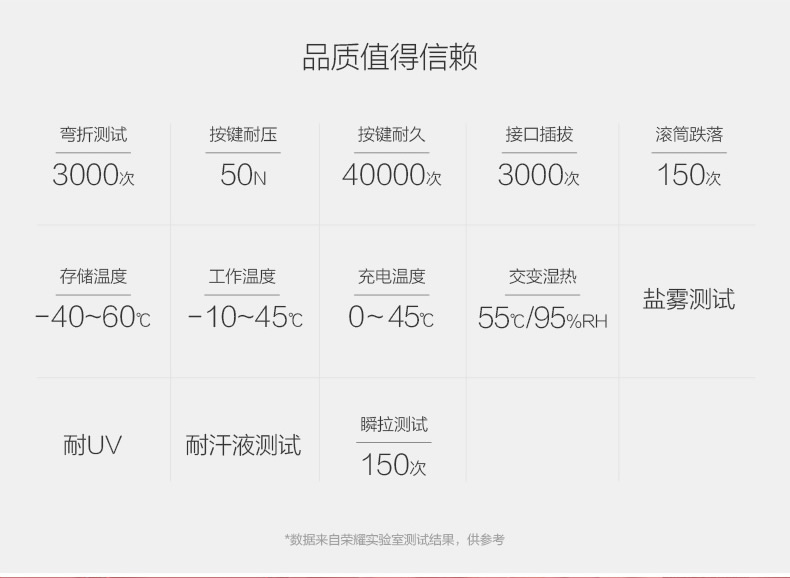 品质值得信赖
弯折测试
3000次
按键耐压
50N
按键耐久
40000次
接口插拔
3000次
滚筒跌落
150次
存储温度
-40~60℃
工作温度
-10~45℃
充电温度
0~45℃
交变湿热
55℃/95%RH
盐雾测试
耐UV
耐汗液测试
瞬拉测试
150次
*数据来自荣耀实验室测试结果，供参考